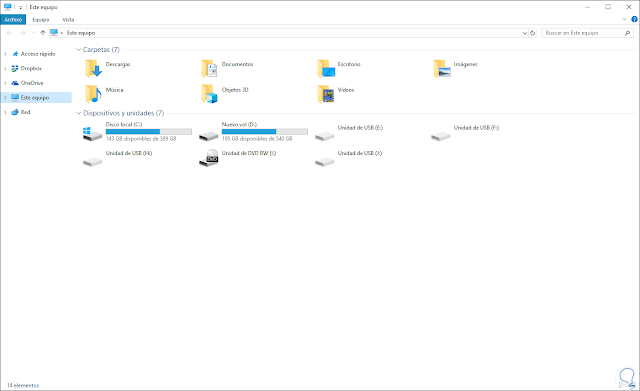 Este equipo
Archivo Equipo Vista
Este equipo
Buscar en Este equipo
Acceso rápido
Dropbox
OneDrive
Este equipo
Red
Carpetas (7)
Descargas
Documentos
Escritorio
Imágenes
Música
Objetos 3D
Vídeos
Dispositivos y unidades (7)
Disco local (C:)
143 GB disponibles de 389 GB
Nuevo vol (D:)
195 GB disponibles de 540 GB
Unidad de USB (E:)
Unidad de USB (F:)
Unidad de USB (H:)
Unidad de DVD RW (I:)
DVD
Unidad de USB (J:)
14 elementos